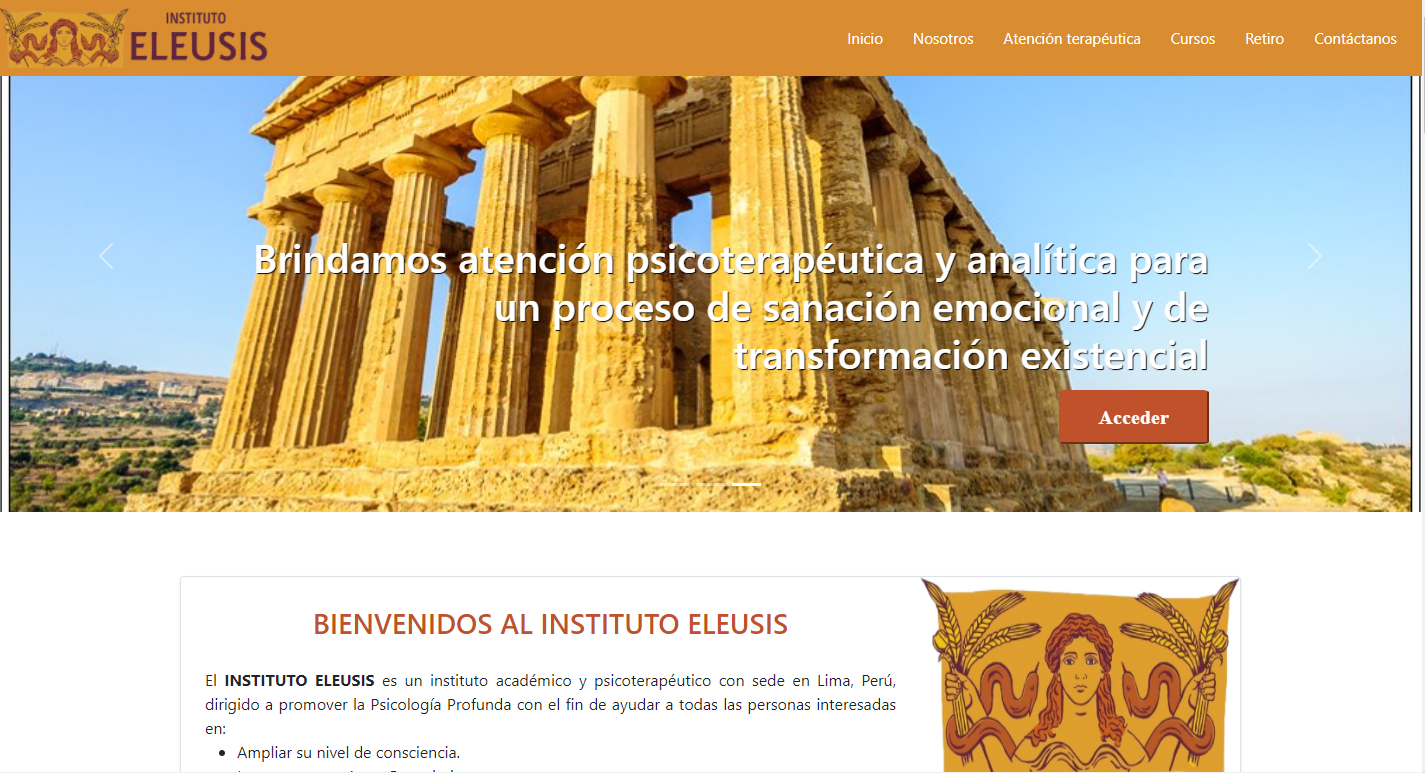 INSTITUTO
ELEUSIS
Inicio
Nosotros
Atención terapéutica
Cursos
Retiro
Contáctanos
Brindamos atención psicoterapéutica y analítica para
un proceso de sanación emocional y de
transformación existencial
Acceder
BIENVENIDOS AL INSTITUTO ELEUSIS
El INSTITUTO ELEUSIS es un instituto académico y psicoterapéutico con sede en Lima, Perú,
dirigido a promover la Psicología Profunda con el fin de ayudar a todas las personas interesadas
en:
Ampliar su nivel de consciencia.